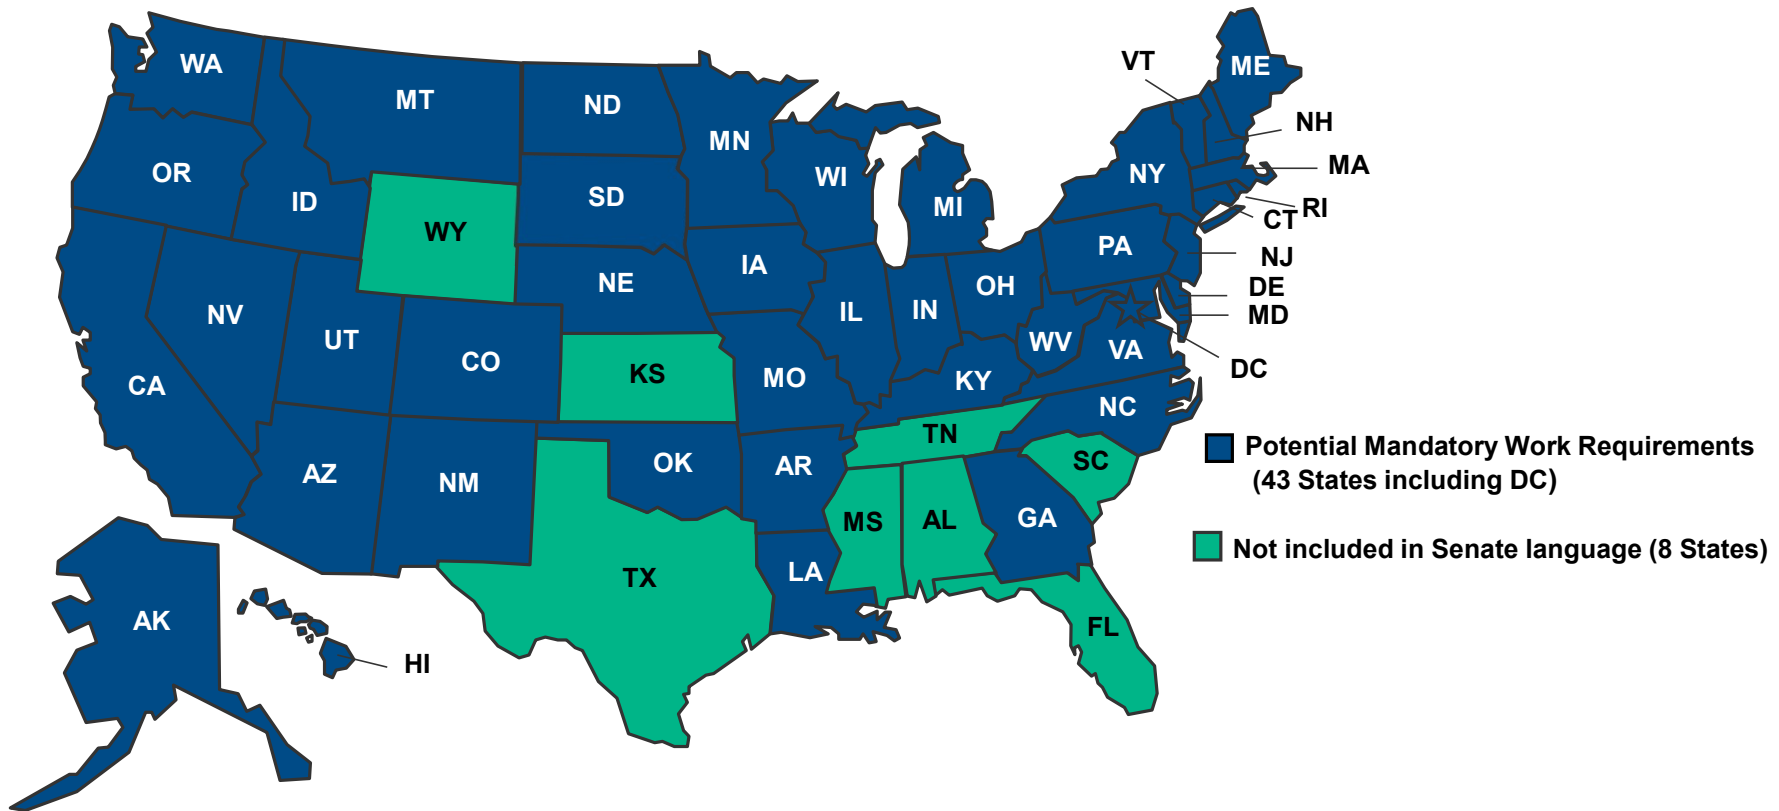 WA
MT
ND
MN
VT
ME
NH
MA
OR
ID
SD
WI
MI
NY
RI
CT
WY
PA
NJ
IA
NE
OH
DE
NV
IL
IN
MD
UT
CO
WV
VA
DC
CA
KS
MO
KY
NC
TN
AZ
NM
OK
AR
SC
Potential Mandatory Work Requirements
(43 States including DC)
MS
AL
GA
Not included in Senate language (8 States)
TX
LA
AK
FL
HI